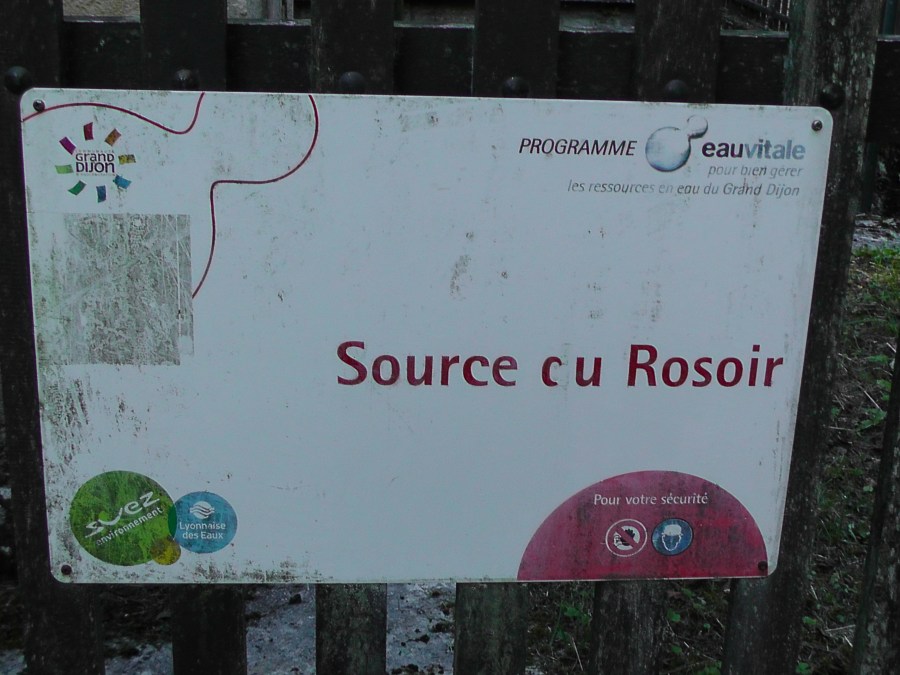 GRAND
DIJON
PROGRAMME eauvitale
pour bien gérer
les ressources en eau du Grand Dijon
Source du Rosoir
suez
environnement
Lyonnaise
des Eaux
Pour votre sécurité